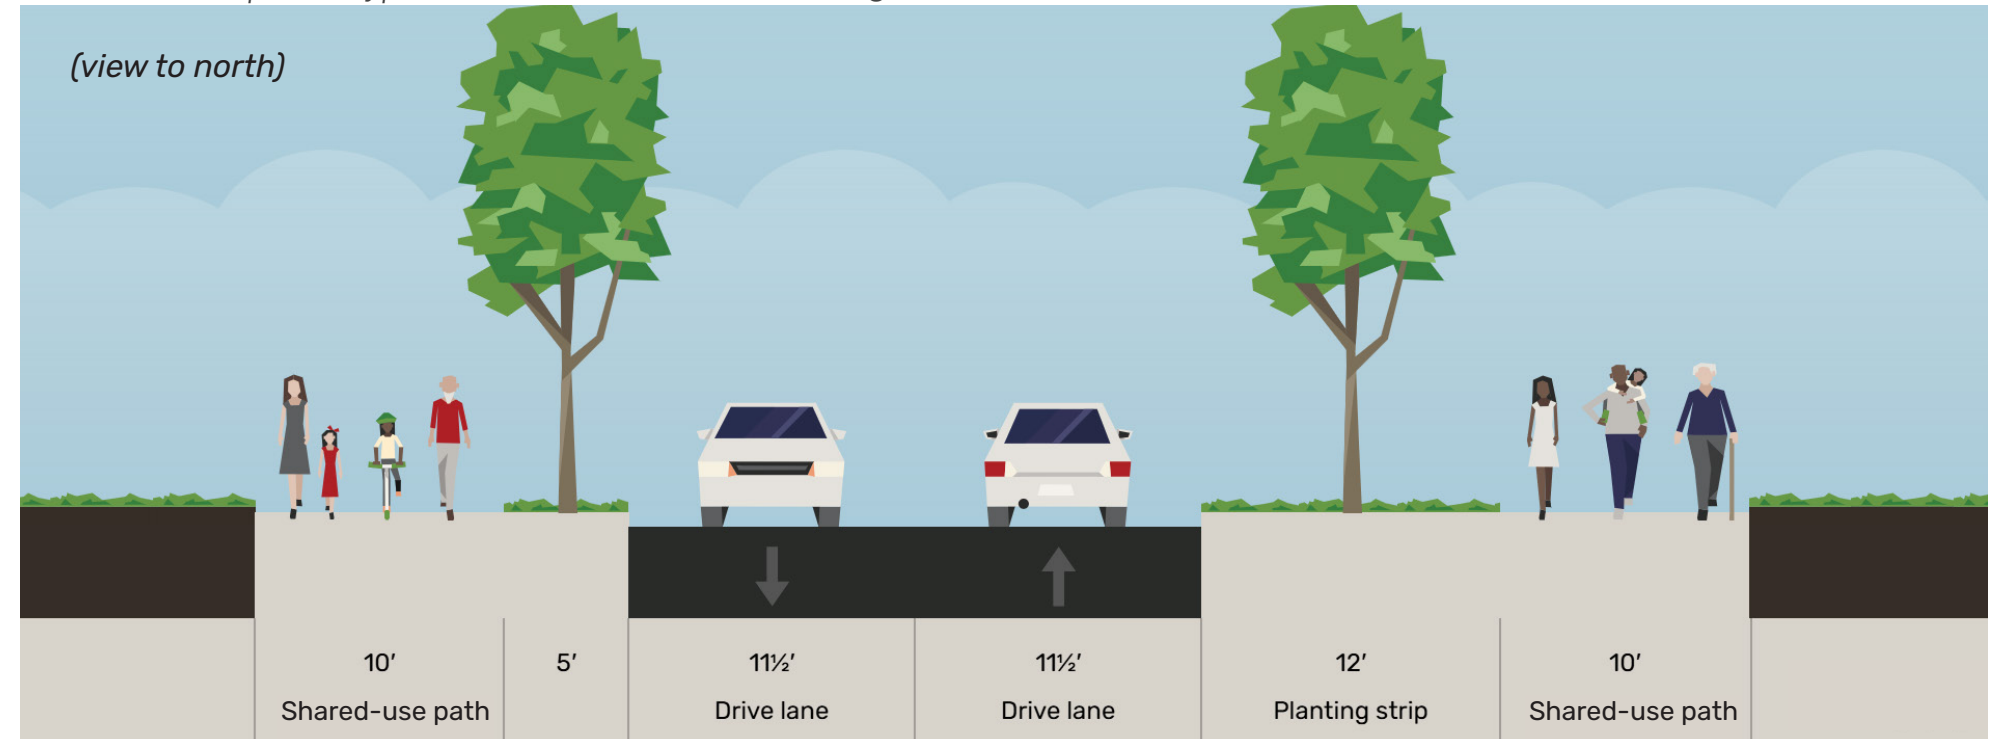 (view to north)
10′ 5′ 11½′ 11½′ 12′ 10′
Shared-use path Drive lane Drive lane Planting strip Shared-use path